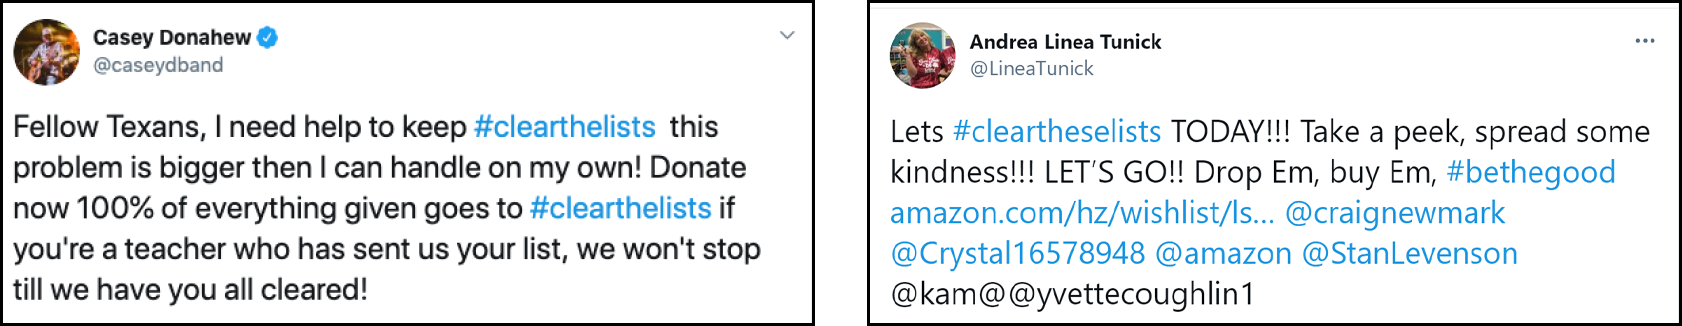 Casey Donahew
@caseydband
Fellow Texans, I need help to keep #clearthelists this
problem is bigger then I can handle on my own! Donate
now 100% of everything given goes to #clearthelists if
you're a teacher who has sent us your list, we won't stop
till we have you all cleared!
Andrea Linea Tunick
@LineaTunick
Lets #cleartheselists TODAY!!! Take a peek, spread some
kindness!!! LET'S GO!! Drop Em, buy Em, #bethegood
amazon.com/hz/wishlist/ls... @craignewmark
@Crystal16578948 @amazon @StanLevenson
@kam@@yvettecoughlin1